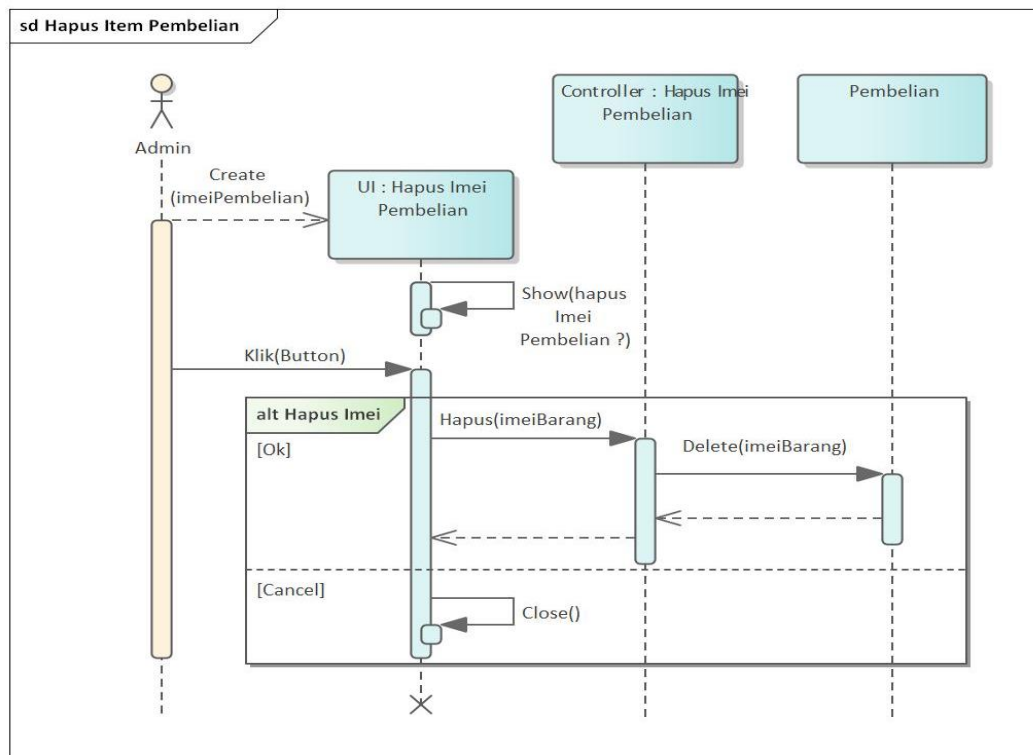 sd Hapus Item Pembelian
Admin
Controller : Hapus Imei
Pembelian
Pembelian
Create
(imeiPembelian)
UI : Hapus Imei
Pembelian
Show(hapus
Imei
Pembelian ?)
Klik(Button)
alt Hapus Imei
[Ok]
Hapus(imeiBarang)
Delete(imeiBarang)
[Cancel]
Close()